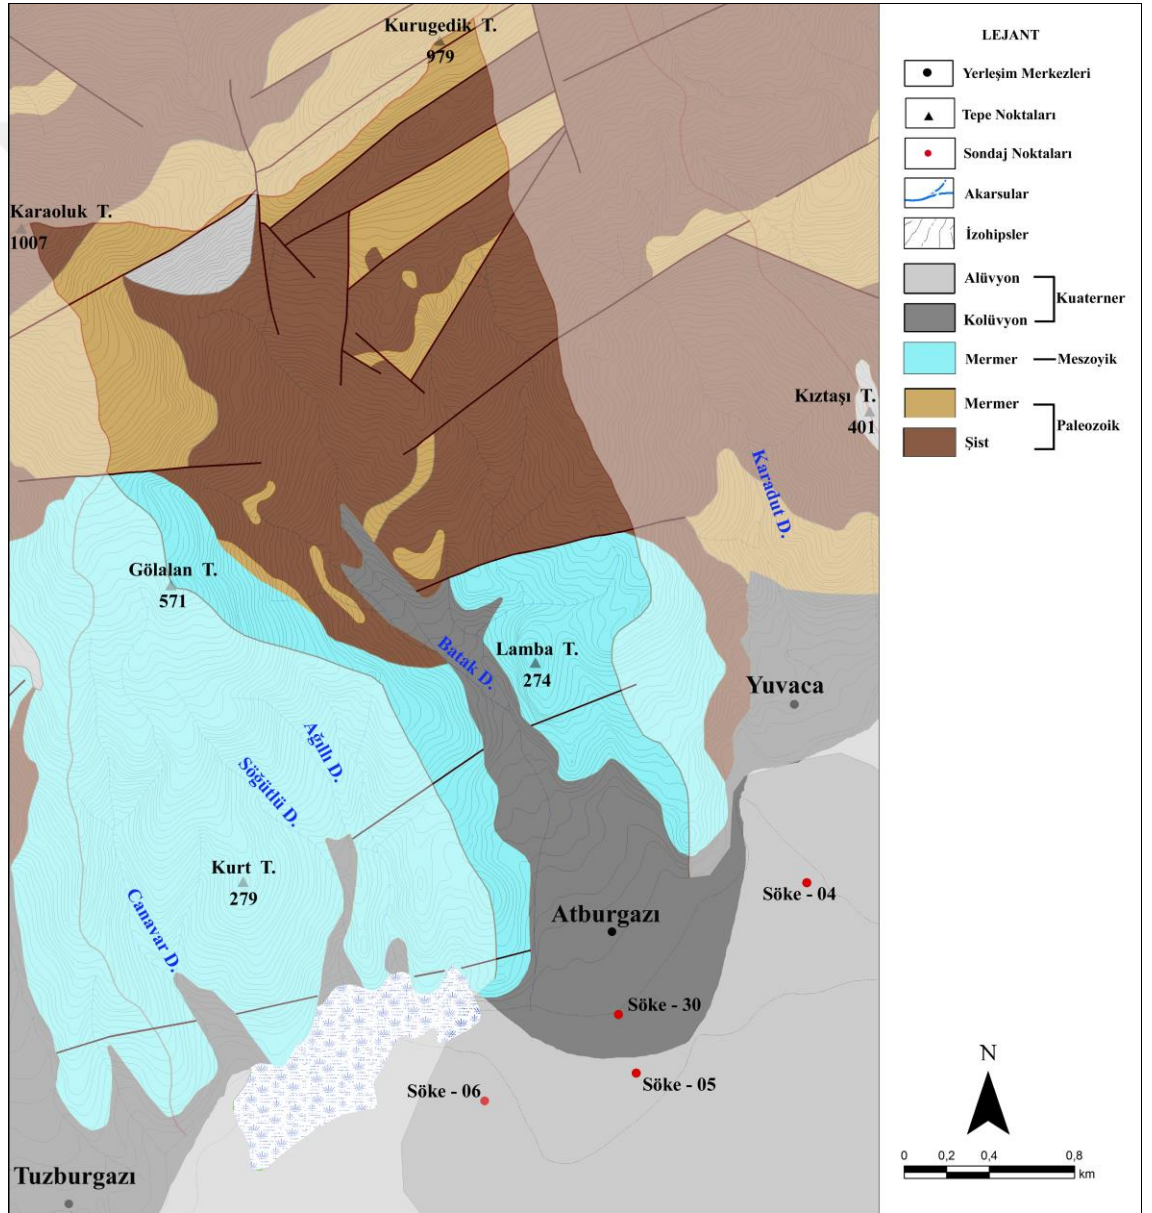 Kurugedik T.
979
Karaoluk T.
1007
Kıztaşı T.
401
Karadut D.
Gölalan T.
571
Batak D.
Lamba T.
274
Yuvaca
Ağıllı D.
Söğütlü D.
Kurt T.
279
Canavar D.
Atburgazı
Söke - 04
Söke - 30
Söke - 05
Söke - 06
Tuzburgazı
LEJANT
Yerleşim Merkezleri
Tepe Noktaları
Sondaj Noktaları
Akarsular
İzohipsler
Alüvyon
Kolüvyon
Kuaterner
Mermer
Meszoyik
Mermer
Şist
Paleozoik
N
0 0,2 0,4 0,8
km